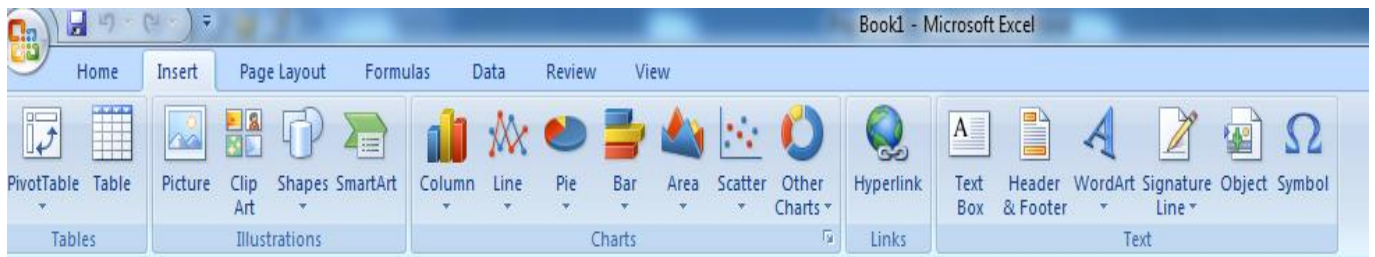 Book1 - Microsoft Excel
Home Insert Page Layout Formulas Data Review View
PivotTable Table Picture Clip Art Shapes SmartArt Column Line Pie Bar Area Scatter Other Charts Hyperlink Text Box Header & Footer WordArt Signature Line Object Symbol
Tables Illustrations Charts Links Text